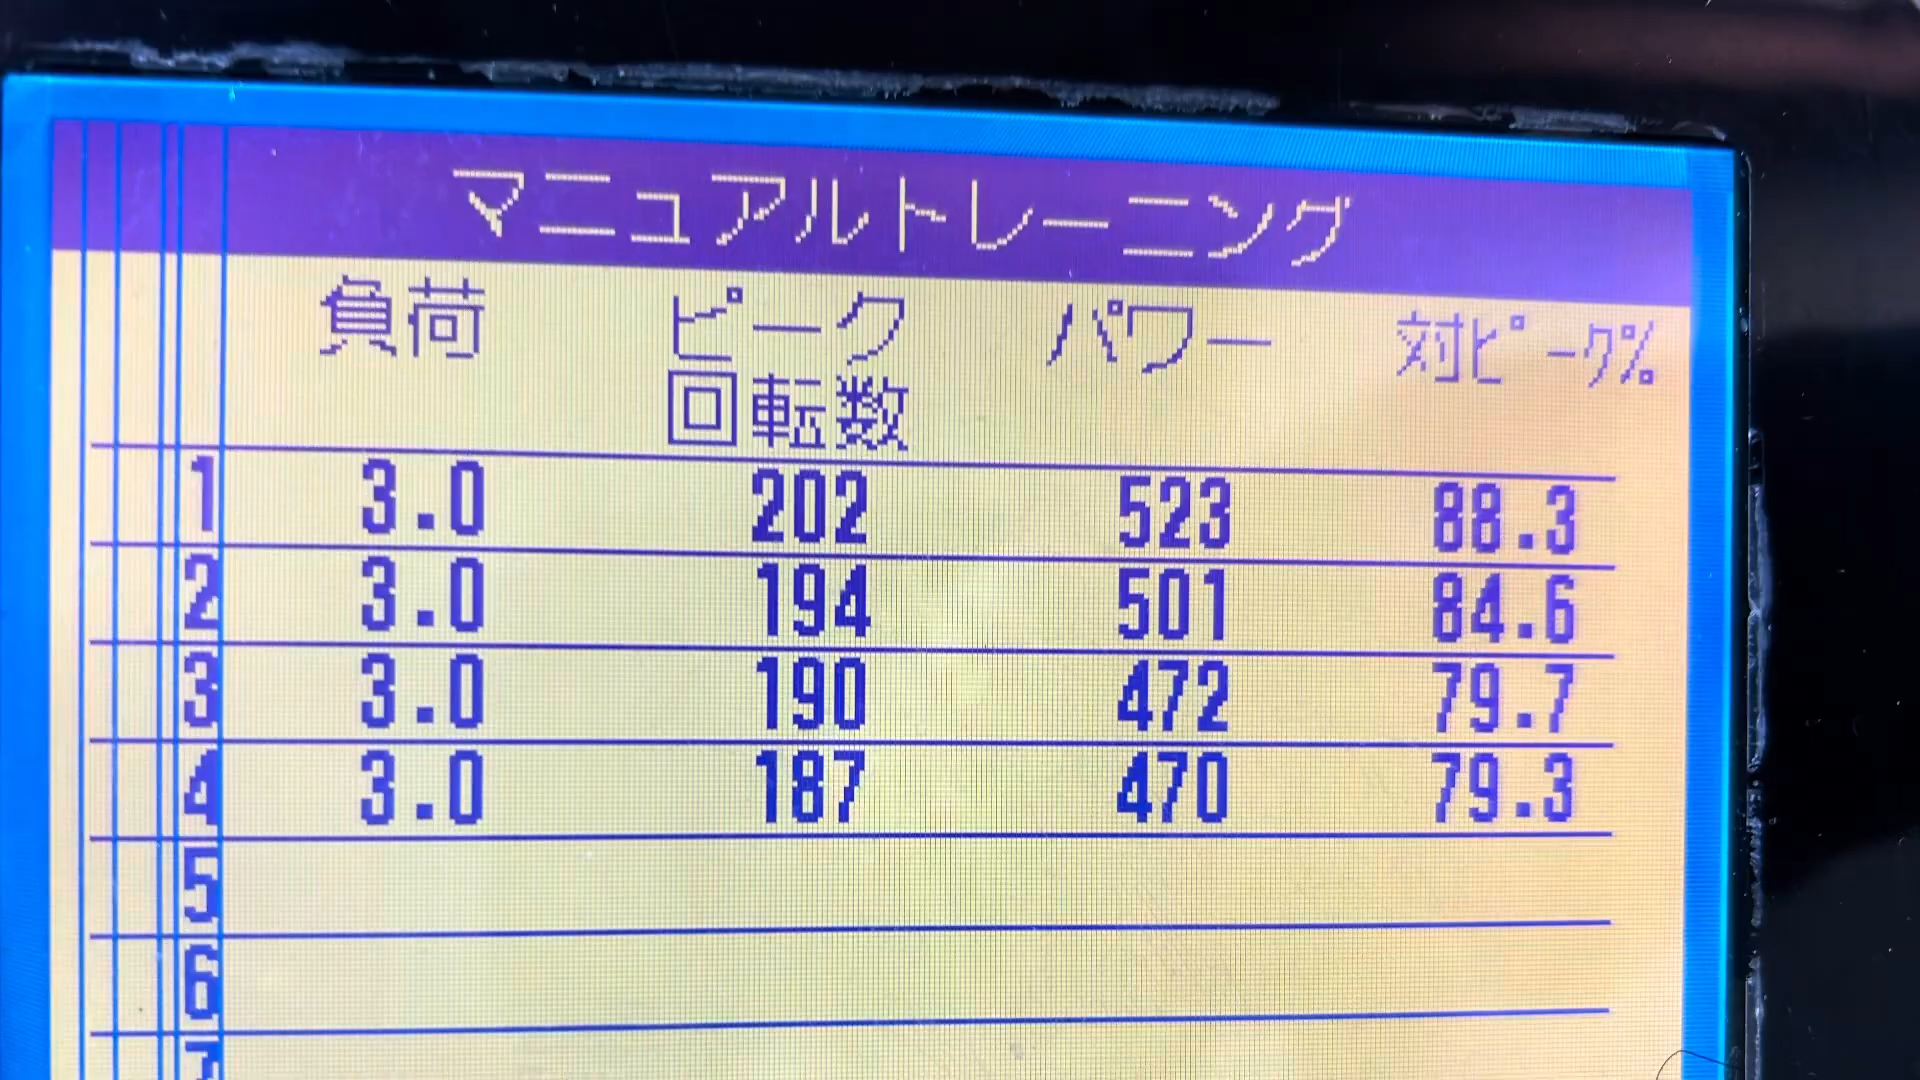 マニュアルトレーニング
負荷 ピーク パワー 対ピーク%
回転数
1 3.0 202 523 88.3
2 3.0 194 501 84.6
3 3.0 190 472 79.7
4 3.0 187 470 79.3
5
6
7